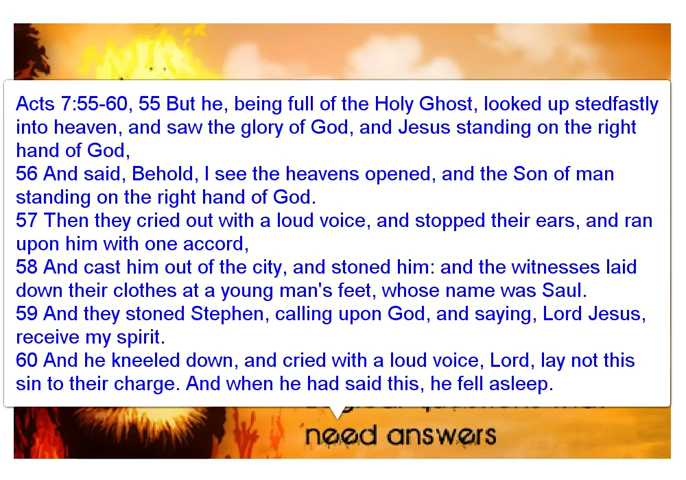 Acts 7:55-60, 55 But he, being full of the Holy Ghost, looked up stedfastly
into heaven, and saw the glory of God, and Jesus standing on the right
hand of God,
56 And said, Behold, I see the heavens opened, and the Son of man
standing on the right hand of God.
57 Then they cried out with a loud voice, and stopped their ears, and ran
upon him with one accord,
58 And cast him out of the city, and stoned him: and the witnesses laid
down their clothes at a young man's feet, whose name was Saul.
59 And they stoned Stephen, calling upon God, and saying, Lord Jesus,
receive my spirit.
60 And he kneeled down, and cried with a loud voice, Lord, lay not this
sin to their charge. And when he had said this, he fell asleep.
need answers